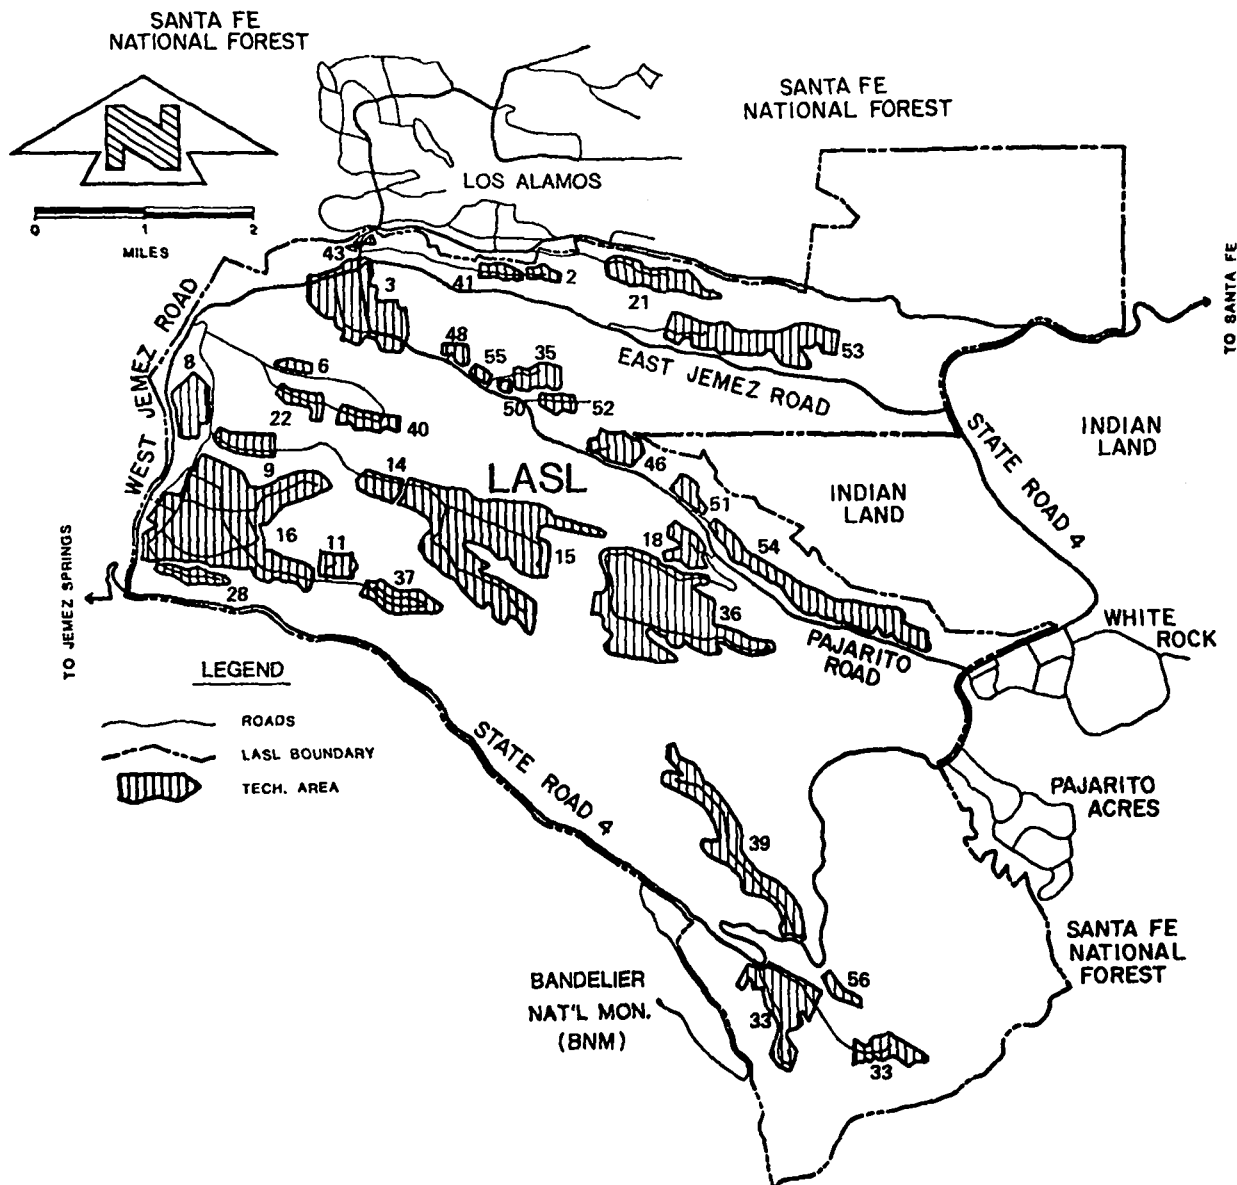 SANTA FE
NATIONAL FOREST
N
SANTA FE
NATIONAL FOREST
LOS ALAMOS
0 1 2
MILES
43
3
41
2
21
53
TO SANTA FE
WEST JEMEZ ROAD
EAST JEMEZ ROAD
8
6
48
55
35
50
52
22
40
STATE ROAD 4
INDIAN
LAND
9
14
LASL
46
51
INDIAN
LAND
16
11
15
18
54
37
28
36
TO JEMEZ SPRINGS
PAJARITO
ROAD
WHITE
ROCK
LEGEND
ROADS
LASL BOUNDARY
TECH. AREA
STATE ROAD 4
39
PAJARITO
ACRES
SANTA FE
NATIONAL
FOREST
BANDELIER
NAT'L MON.
(BNM)
56
33
33